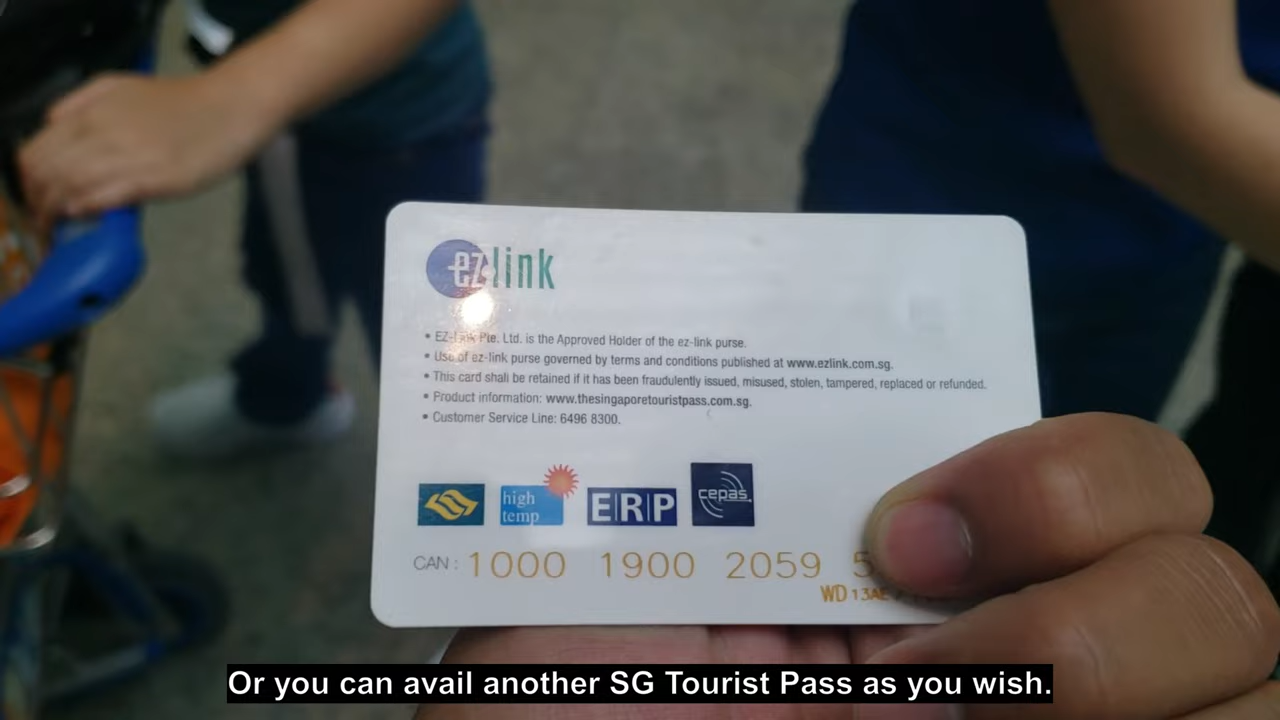 ez-link
• EZ-Link Pte. Ltd. is the Approved Holder of the ez-link purse.
• Use of ez-link purse governed by terms and conditions published at www.ezlink.com.sg.
• This card shall be retained if it has been fraudulently issued, misused, stolen, tampered, replaced or refunded.
• Product information: www.thesingaporetouristpass.com.sg.
• Customer Service Line: 6496 8300.
high
temp
ERP
cepas
CAN : 1000 1900 2059 5
WD 13AE
Or you can avail another SG Tourist Pass as you wish.